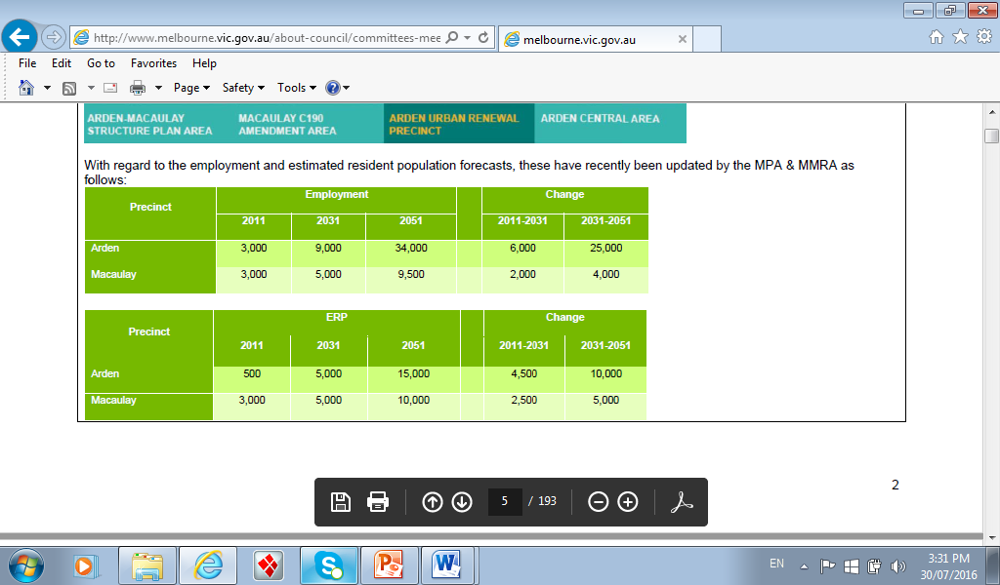 http://www.melbourne.vic.gov.au/about-council/committees-mee
melbourne.vic.gov.au
File Edit Go to Favorites Help
Page Safety Tools
ARDEN-MACAULAY STRUCTURE PLAN AREA
MACAULAY C190 AMENDMENT AREA
ARDEN URBAN RENEWAL PRECINCT
ARDEN CENTRAL AREA
With regard to the employment and estimated resident population forecasts, these have recently been updated by the MPA & MMRA as
follows:
Precinct Employment Change
2011 2031 2051 2011-2031 2031-2051
Arden 3,000 9,000 34,000 6,000 25,000
Macaulay 3,000 5,000 9,500 2,000 4,000
Precinct ERP Change
2011 2031 2051 2011-2031 2031-2051
Arden 500 5,000 15,000 4,500 10,000
Macaulay 3,000 5,000 10,000 2,500 5,000
2
5 / 193
EN
3:31 PM
30/07/2016